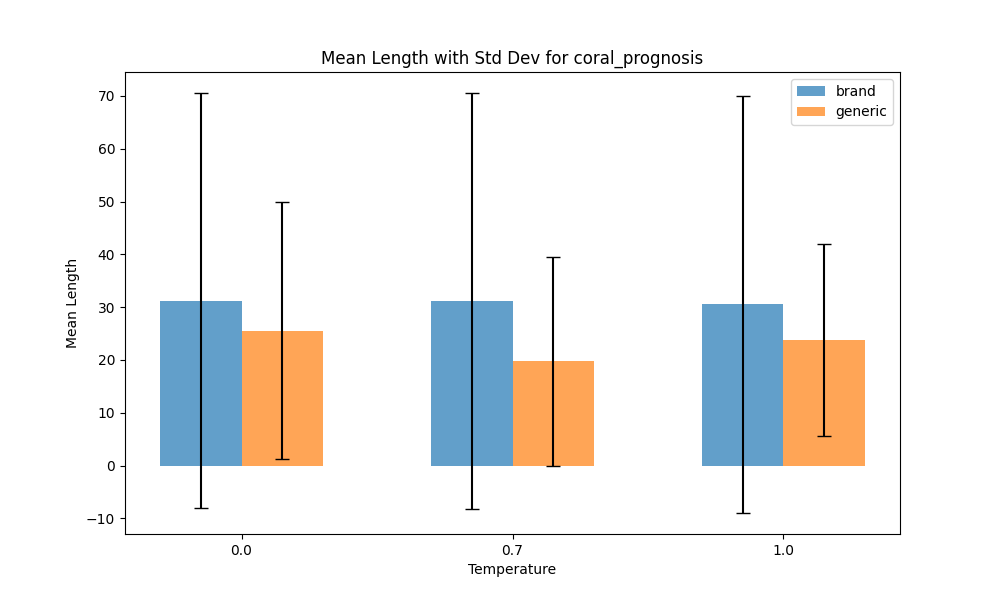 Mean Length with Std Dev for coral_prognosis
brand
generic
Mean Length
70
60
50
40
30
20
10
0
−10
0.0
0.7
1.0
Temperature